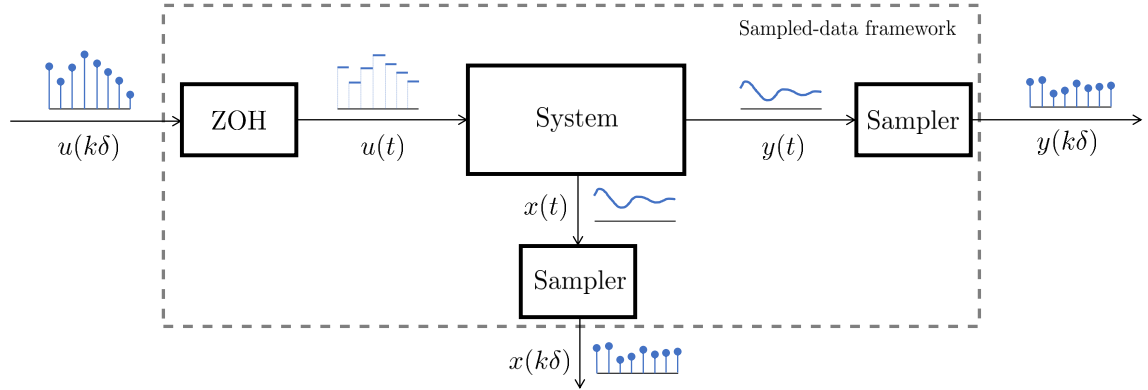 Sampled-data framework
ZOH
System
Sampler
u(kδ)
u(t)
y(t)
y(kδ)
x(t)
Sampler
x(kδ)